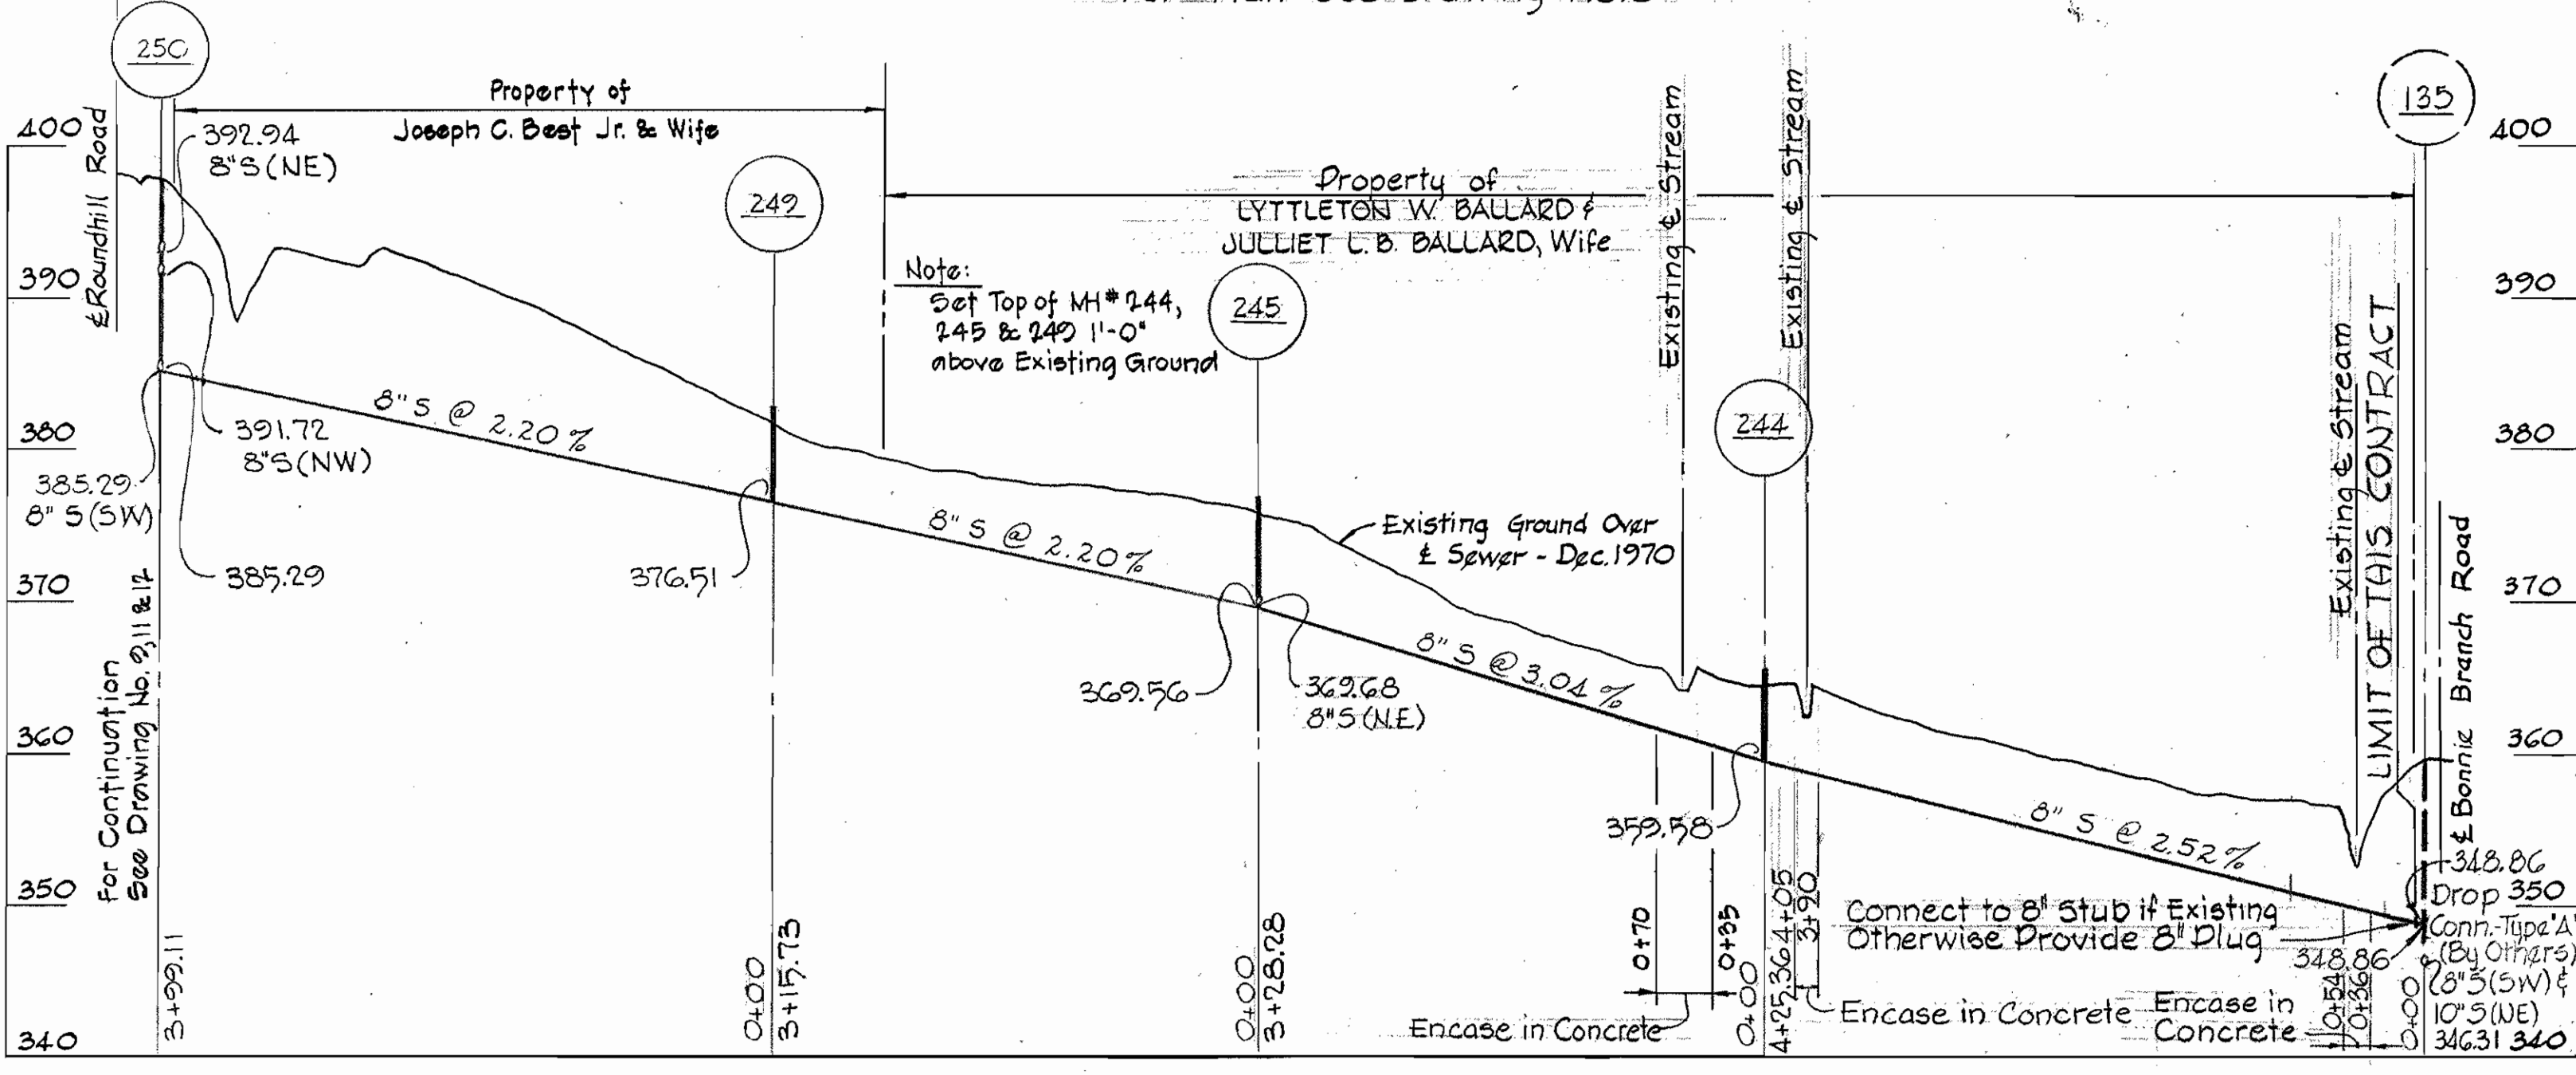 250
Property of
Joseph C. Best Jr. & Wife
℄ Roundhill Road
392.94
8"S (NE)
249
Property of
LYTTLETON W. BALLARD &
JULLIET L. B. BALLARD, Wife
Note:
Set Top of MH# 244,
245 & 249 1'-0"
above Existing Ground
245
Existing ℄ Stream
Existing ℄ Stream
244
135
400
390
380
370
360
350
340
400
390
380
370
360
350
340
8" S @ 2.20 %
391.72
8"S (NW)
385.29
8" S (SW)
385.29
376.51
8" S @ 2.20 %
Existing Ground Over
℄ Sewer - Dec. 1970
369.56
369.68
8"S (N.E)
8" S @ 3.04 %
359.58
8" S @ 2.52 %
Existing ℄ Stream
LIMIT OF THIS CONTRACT
℄ Bonnie Branch Road
For Continuation
See Drawing No. 9, 11 & 12
3+99.11
0+00
3+15.73
0+00
3+28.28
0+70
0+35
0+00
4+25.36
4+05
3+90
Encase in Concrete
Encase in Concrete
Encase in
Concrete
Connect to 8" Stub if Existing
Otherwise Provide 8" Plug
348.86
0+54
0+36
0+00
348.86
Drop
Conn.-Type "A"
(By Others)
8"S (SW) &
10"S (NE)
346.31